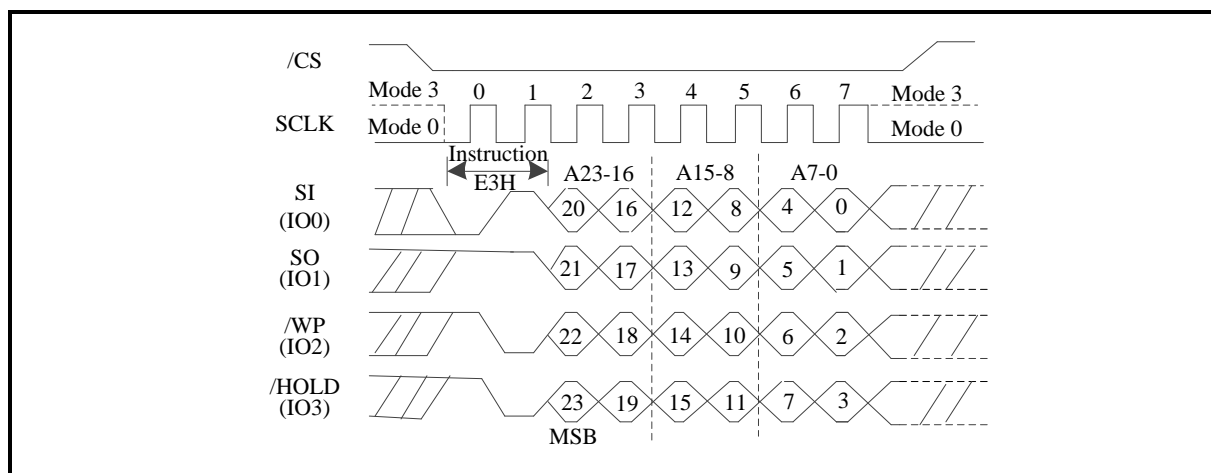 /CS
Mode 3 0 1 2 3 4 5 6 7 Mode 3
SCLK Mode 0 Mode 0
Instruction
E3H A23-16 A15-8 A7-0
SI
(IO0) 20 16 12 8 4 0
SO
(IO1) 21 17 13 9 5 1
/WP
(IO2) 22 18 14 10 6 2
/HOLD
(IO3) 23 19 15 11 7 3
MSB